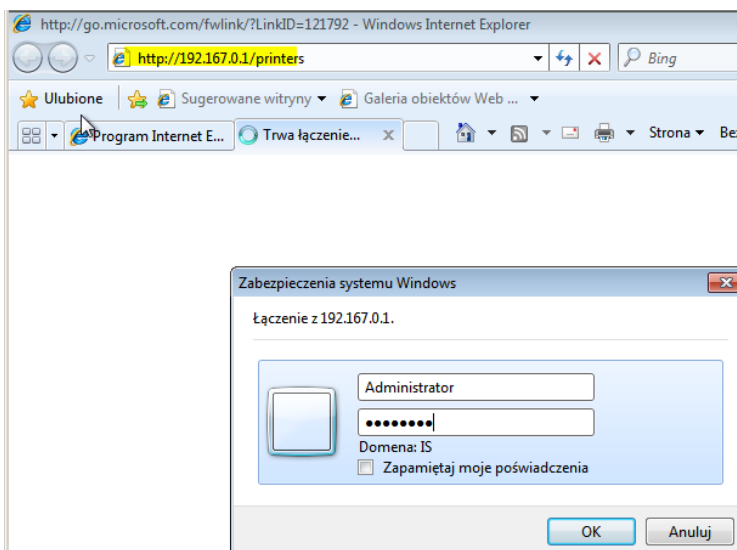 http://go.microsoft.com/fwlink/?LinkID=121792 - Windows Internet Explorer
http://192.167.0.1/printers
Bing
Ulubione
Sugerowane witryny
Galeria obiektów Web ...
Program Internet E...
Trwa łączenie...
Strona
Be
Zabezpieczenia systemu Windows
Łączenie z 192.167.0.1.
Administrator
●●●●●●●●
Domena: IS
Zapamiętaj moje poświadczenia
OK
Anuluj